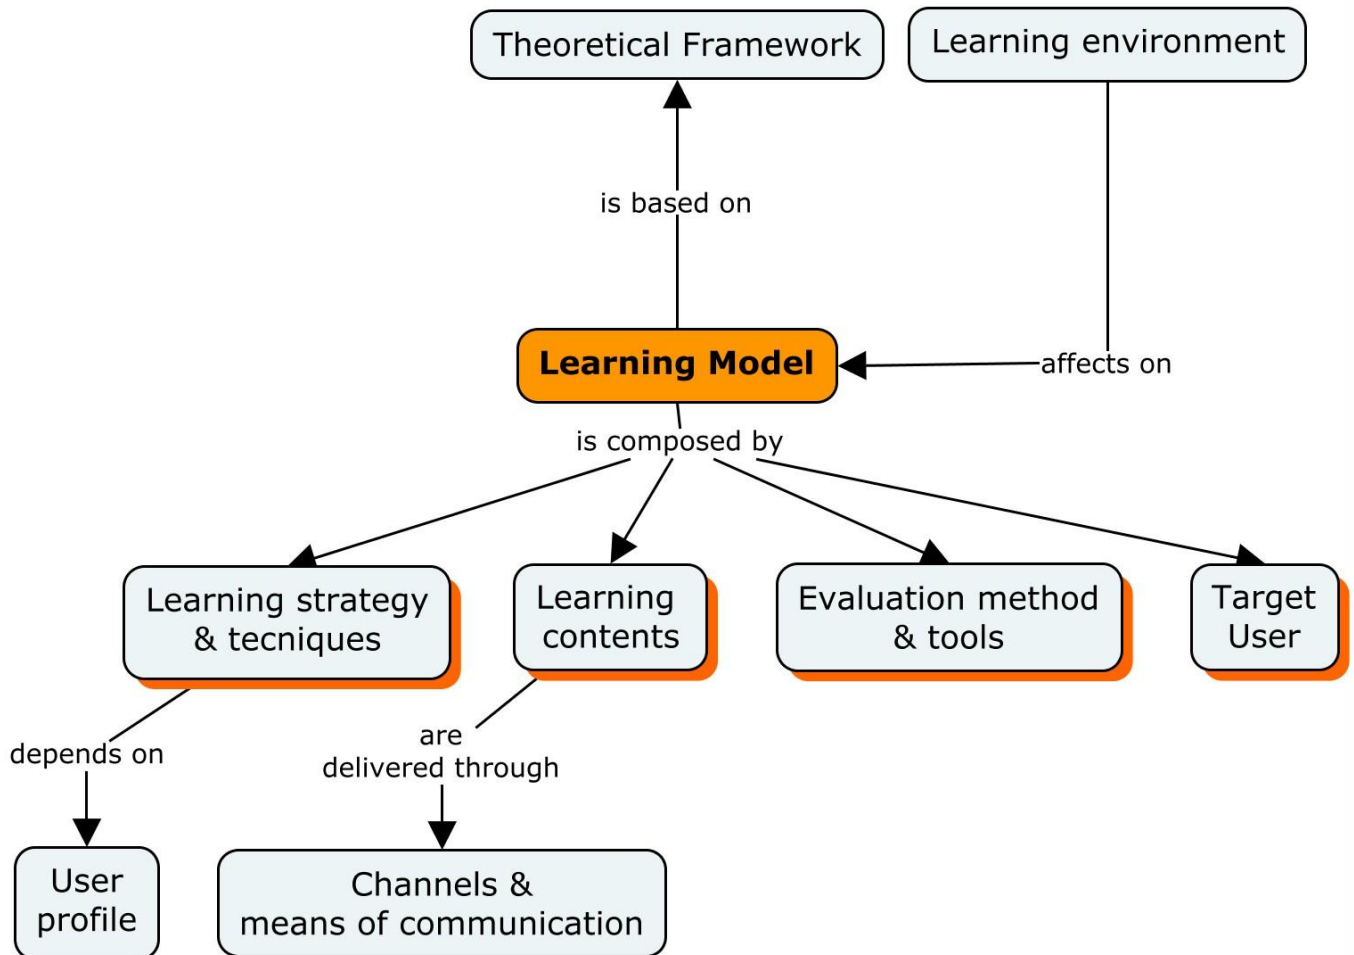 Theoretical Framework
Learning environment
is based on
Learning Model
affects on
is composed by
Learning strategy
& tecniques
Learning
contents
Evaluation method
& tools
Target
User
depends on
are
delivered through
User
profile
Channels &
means of communication